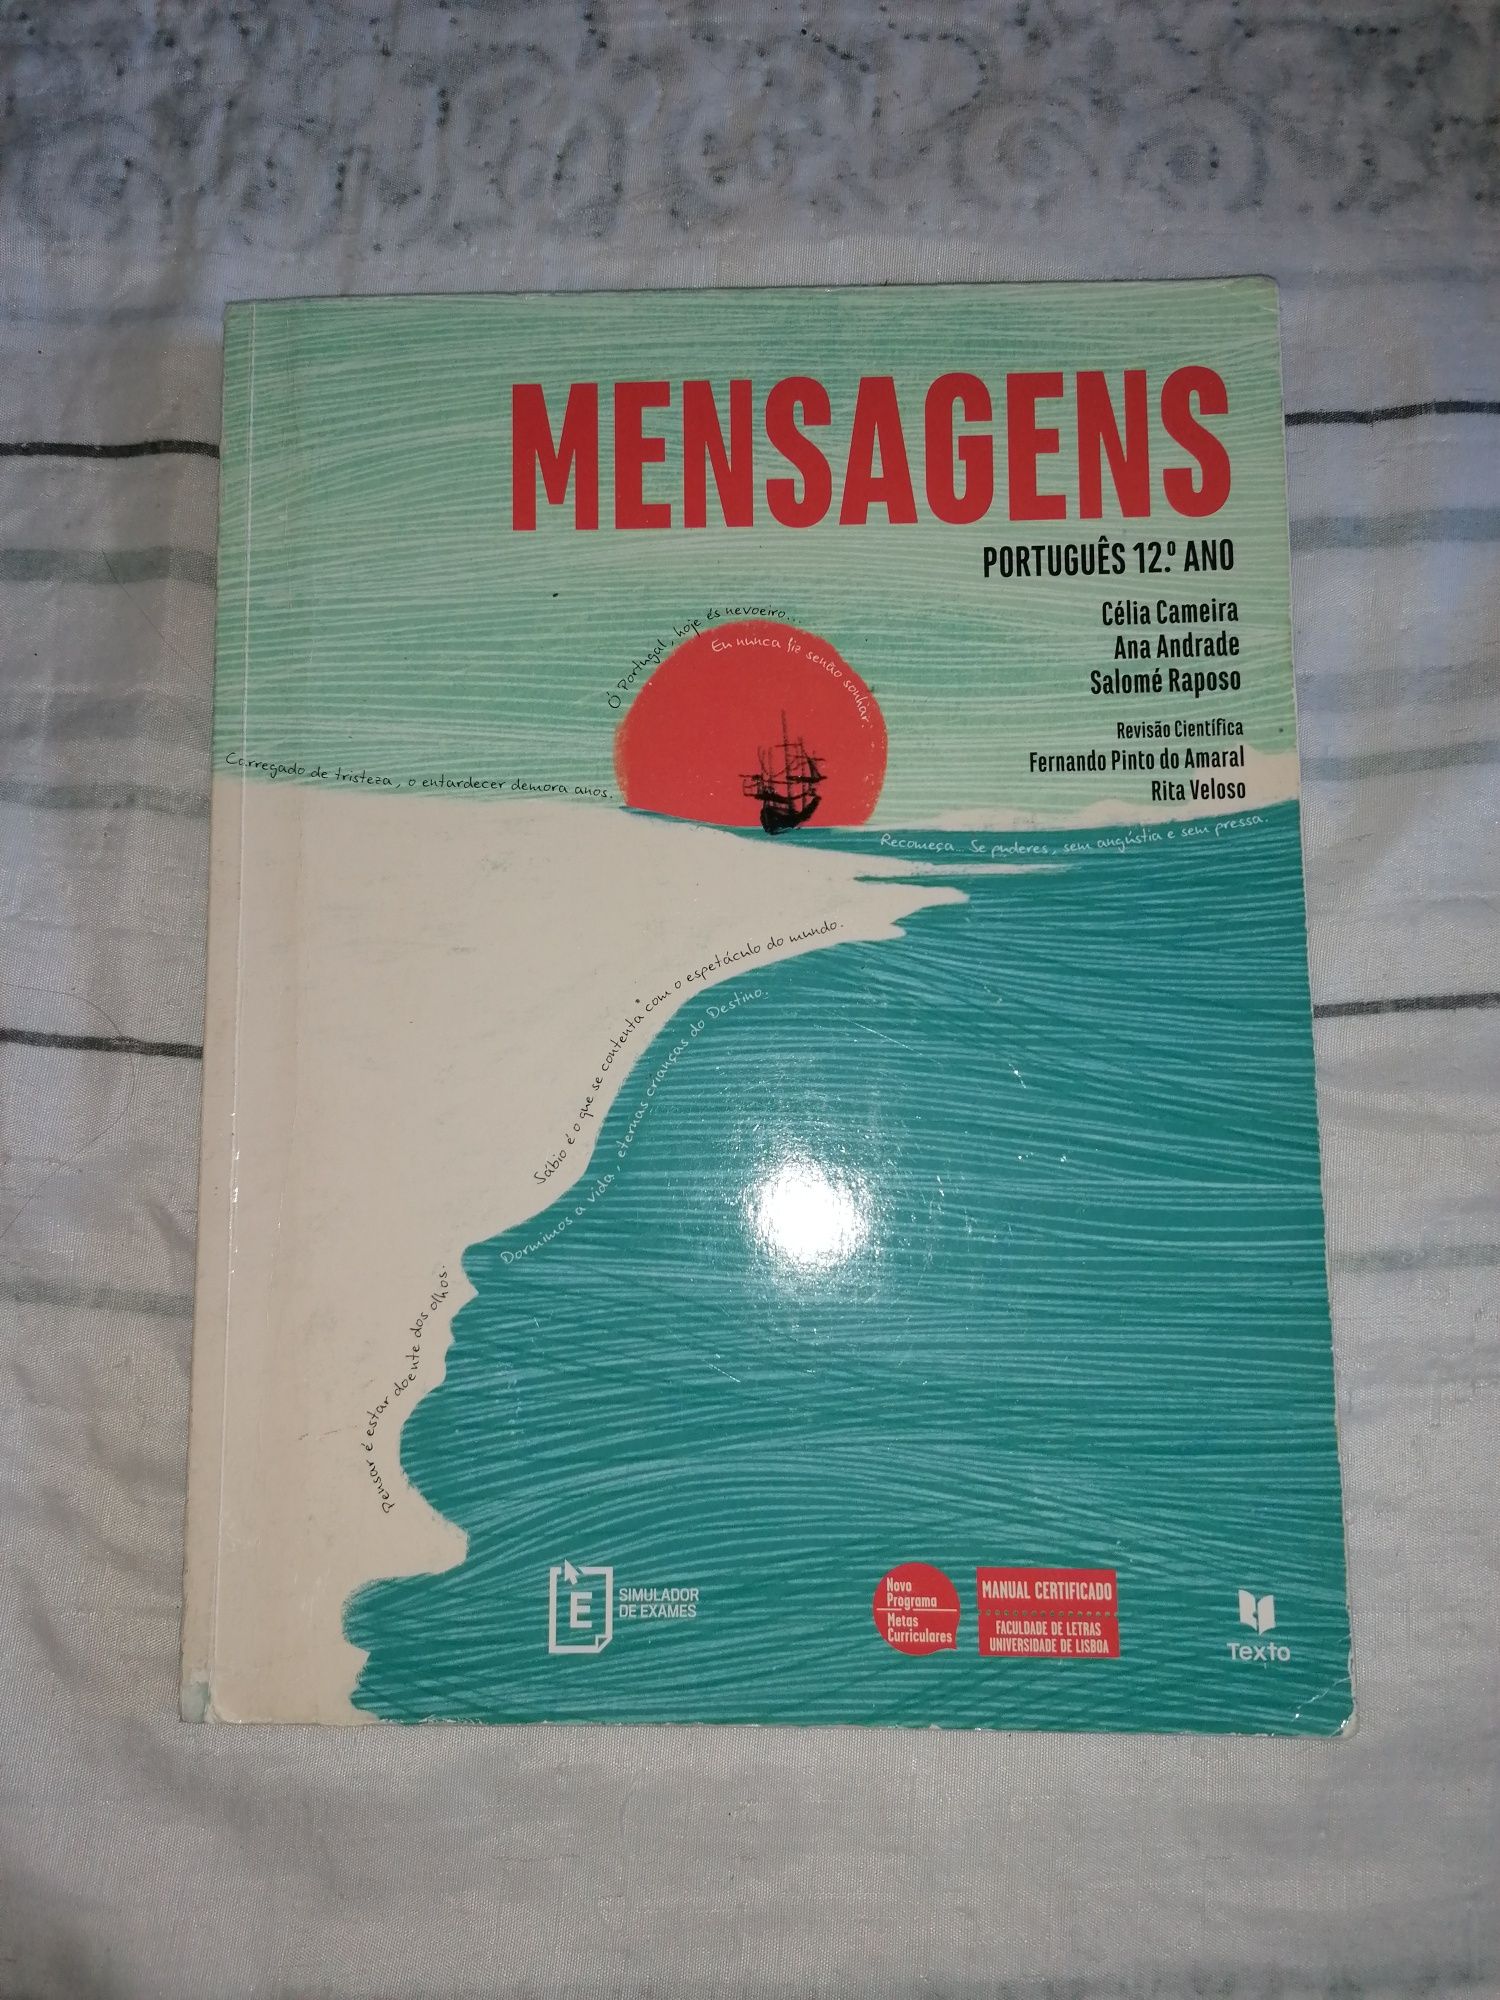 MENSAGENS
PORTUGUÊS 12.º ANO
Célia Cameira
Ana Andrade
Salomé Raposo
Revisão Científica
Fernando Pinto do Amaral
Rita Veloso
Ó Portugal, hoje és nevoeiro...
Eu nunca fiz senão sonhar.
Carregado de tristeza, o entardecer demora anos.
Recomeça... Se puderes, sem angústia e sem pressa.
Sábio é o que se contenta com o espetáculo do mundo.
Dormimos a vida, eternas crianças do Destino.
Pensar é estar doente dos olhos.
E
SIMULADOR
DE EXAMES
Novo
Programa
Metas
Curriculares
MANUAL CERTIFICADO
FACULDADE DE LETRAS
UNIVERSIDADE DE LISBOA
Texto